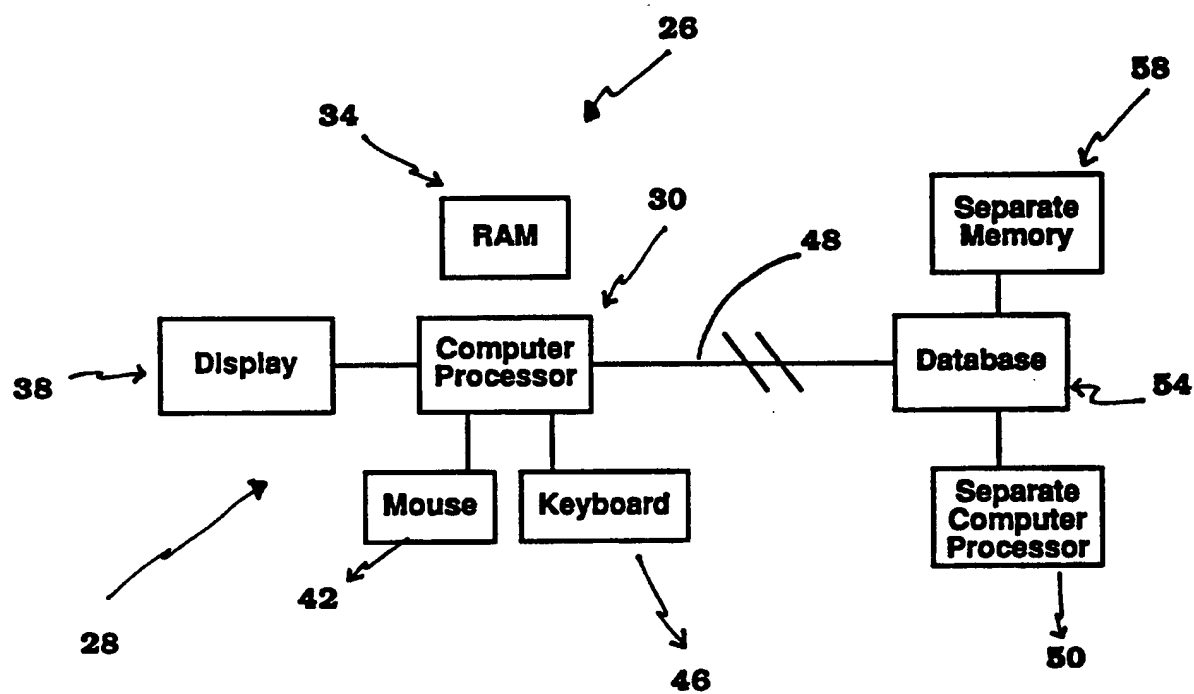 26
58
34
RAM
30
48
Separate
Memory
38
Display
Computer
Processor
Database
54
Mouse
Keyboard
Separate
Computer
Processor
28
42
46
50